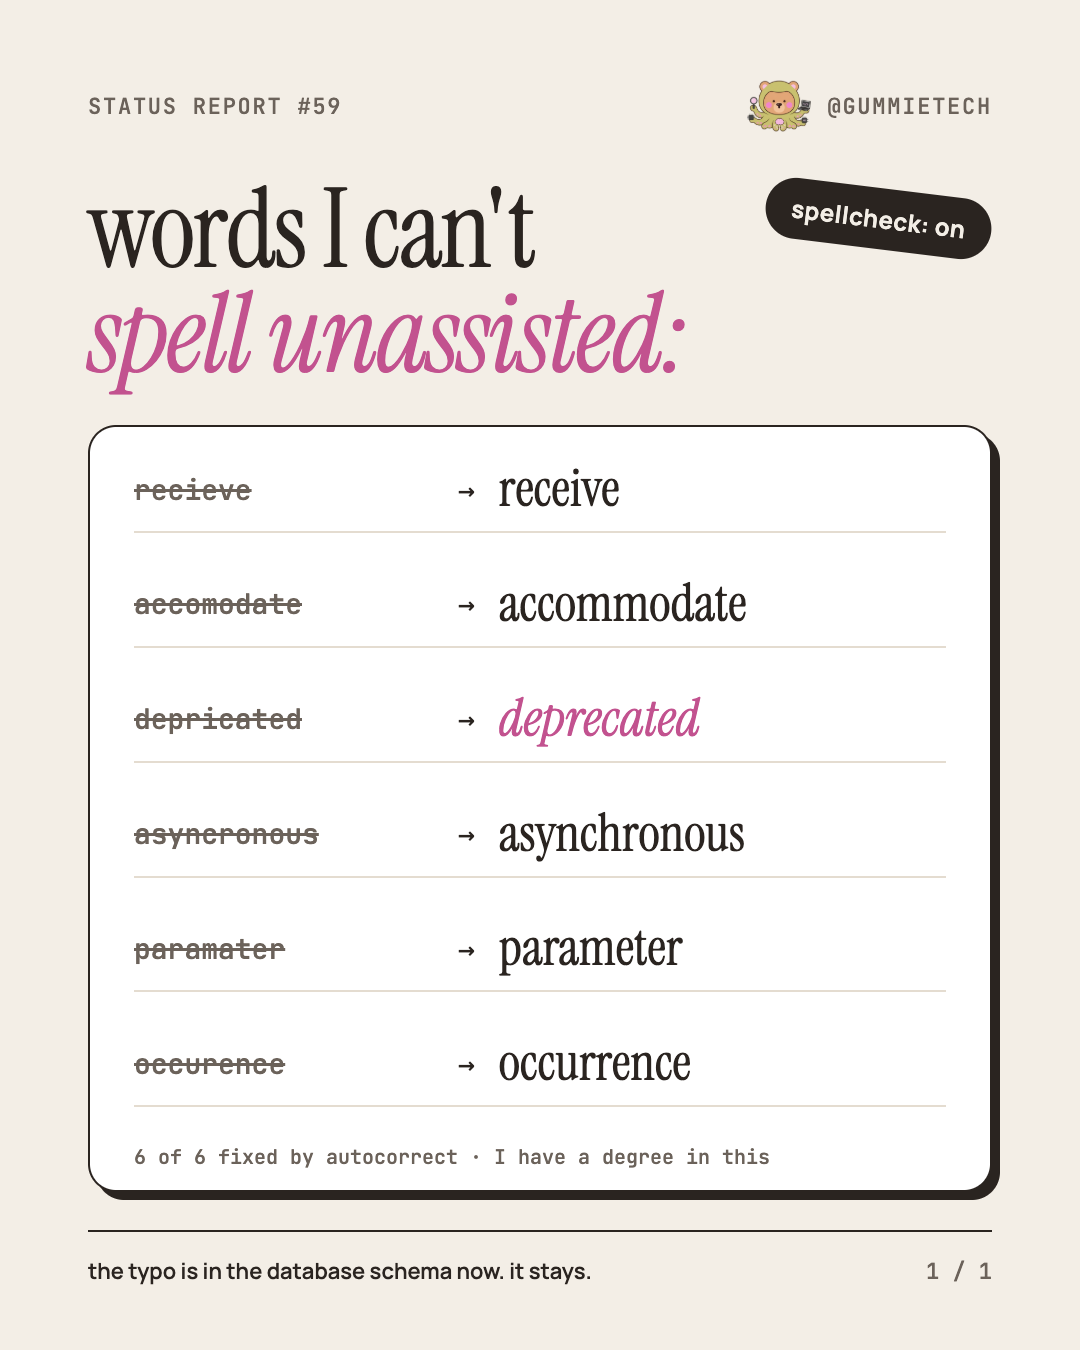 STATUS REPORT #59
@GUMMIETECH
words I can't
spellcheck: on
spell unassisted:
recieve → receive
accomodate → accommodate
depricated → deprecated
asyncronous → asynchronous
paramater → parameter
occurence → occurrence
6 of 6 fixed by autocorrect · I have a degree in this
the typo is in the database schema now. it stays.
1 / 1